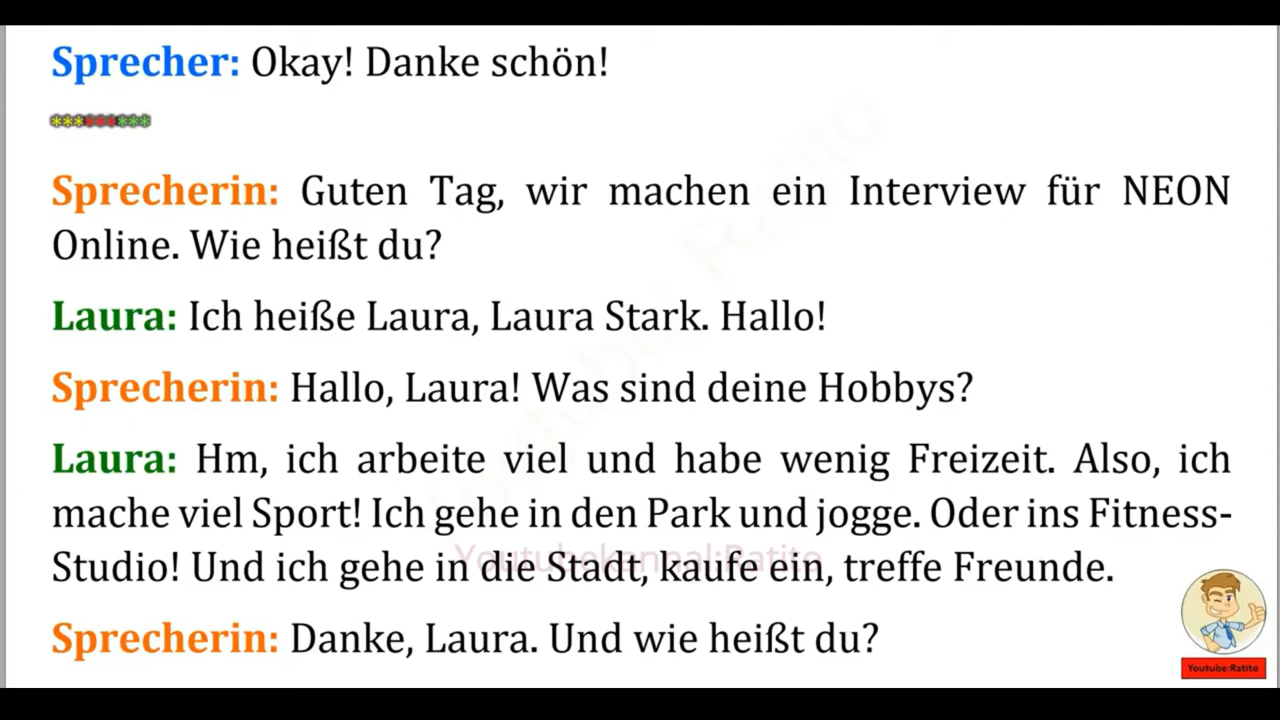 Sprecher: Okay! Danke schön!
*********
Sprecherin: Guten Tag, wir machen ein Interview für NEON
Online. Wie heißt du?
Laura: Ich heiße Laura, Laura Stark. Hallo!
Sprecherin: Hallo, Laura! Was sind deine Hobbys?
Laura: Hm, ich arbeite viel und habe wenig Freizeit. Also, ich
mache viel Sport! Ich gehe in den Park und jogge. Oder ins Fitness-
Youtubekannal:Ratito
Studio! Und ich gehe in die Stadt, kaufe ein, treffe Freunde.
Sprecherin: Danke, Laura. Und wie heißt du?
Youtube:Ratito